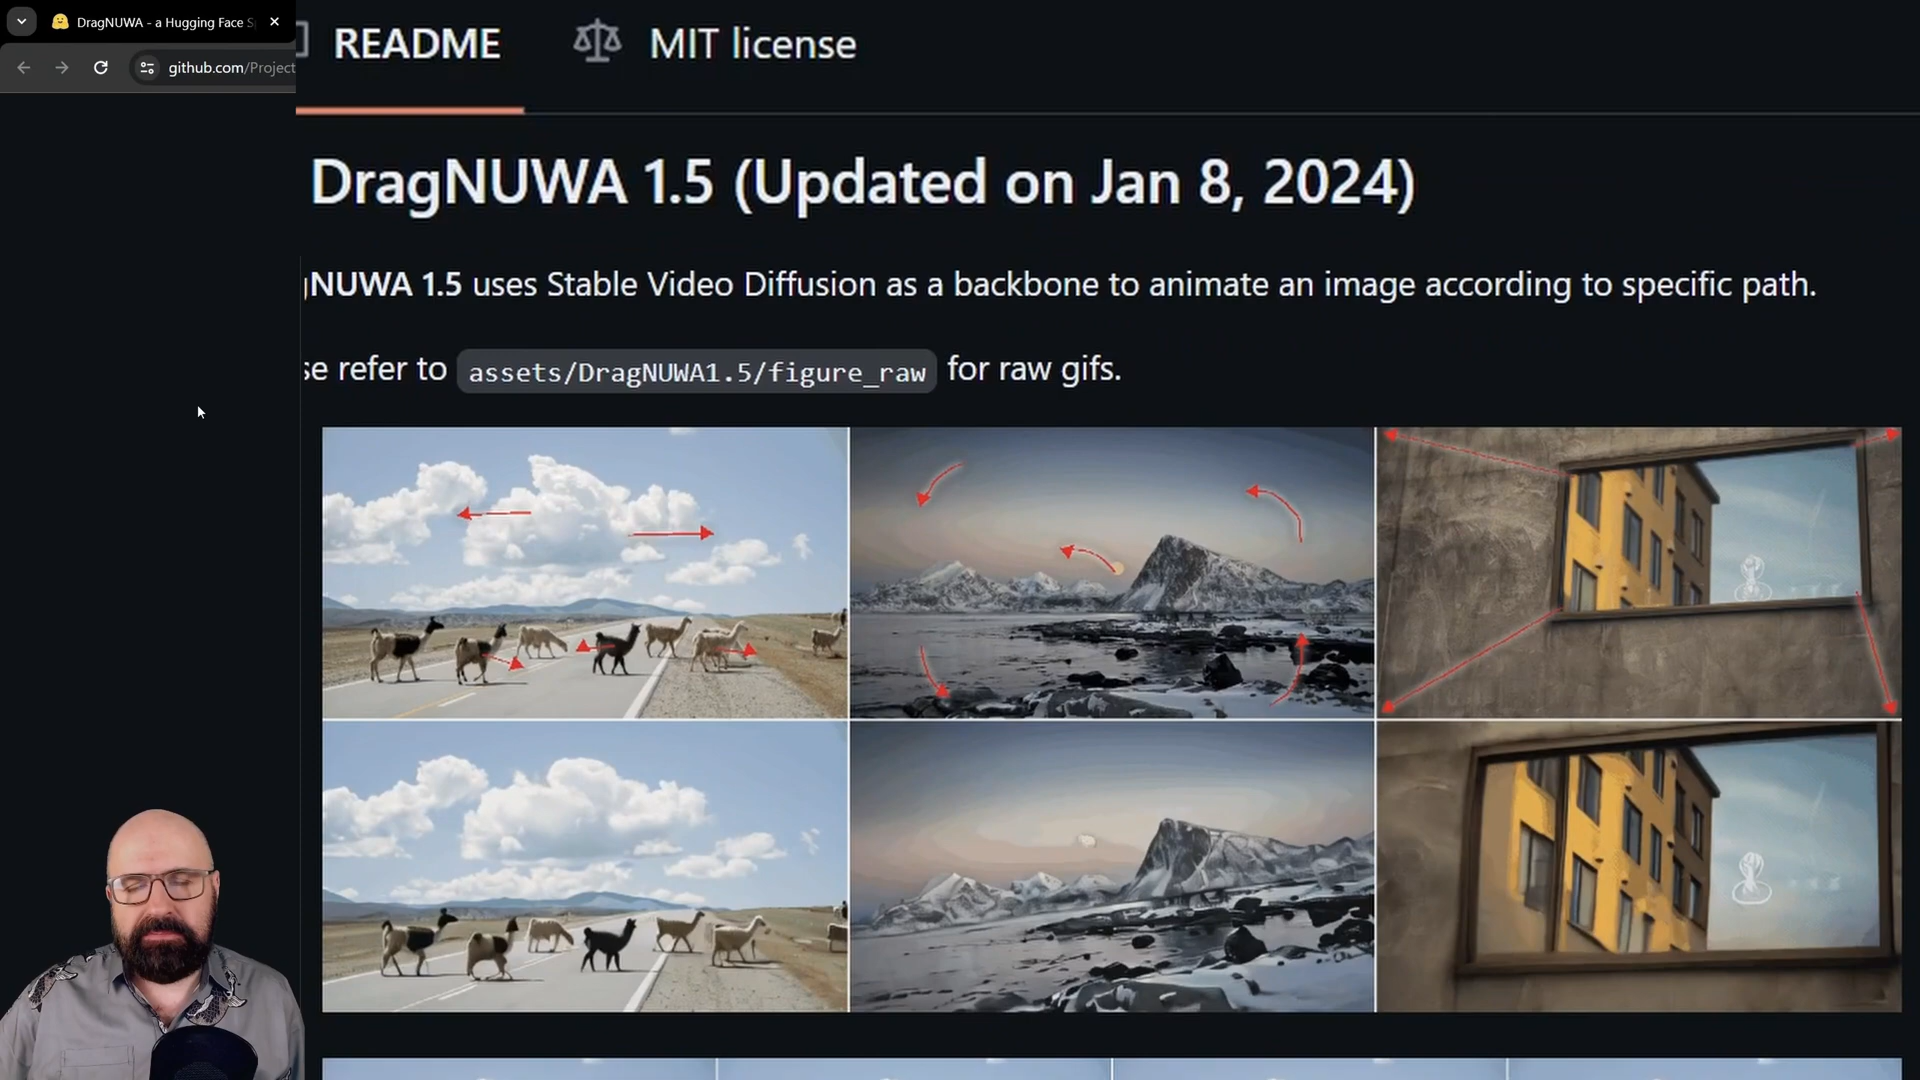 DragNUWA - a Hugging Face S
github.com/Project
README
MIT license
DragNUWA 1.5 (Updated on Jan 8, 2024)
gNUWA 1.5 uses Stable Video Diffusion as a backbone to animate an image according to specific path.
se refer to assets/DragNUWA1.5/figure_raw for raw gifs.